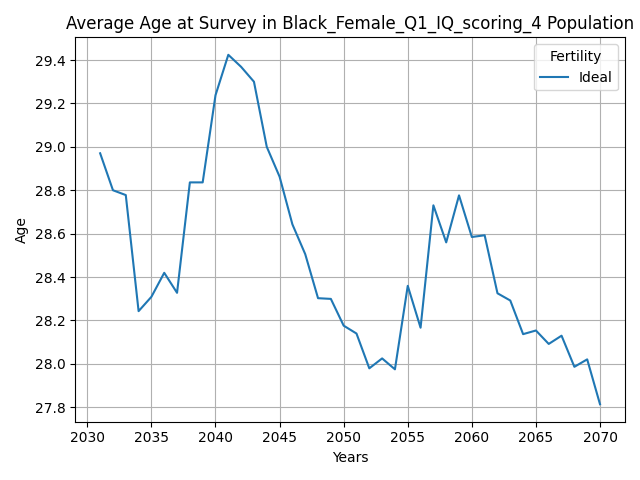 Average Age at Survey in Black_Female_Q1_IQ_scoring_4 Population
Fertility
Ideal
29.4
29.2
29.0
28.8
28.6
28.4
28.2
28.0
27.8
Age
2030 2035 2040 2045 2050 2055 2060 2065 2070
Years